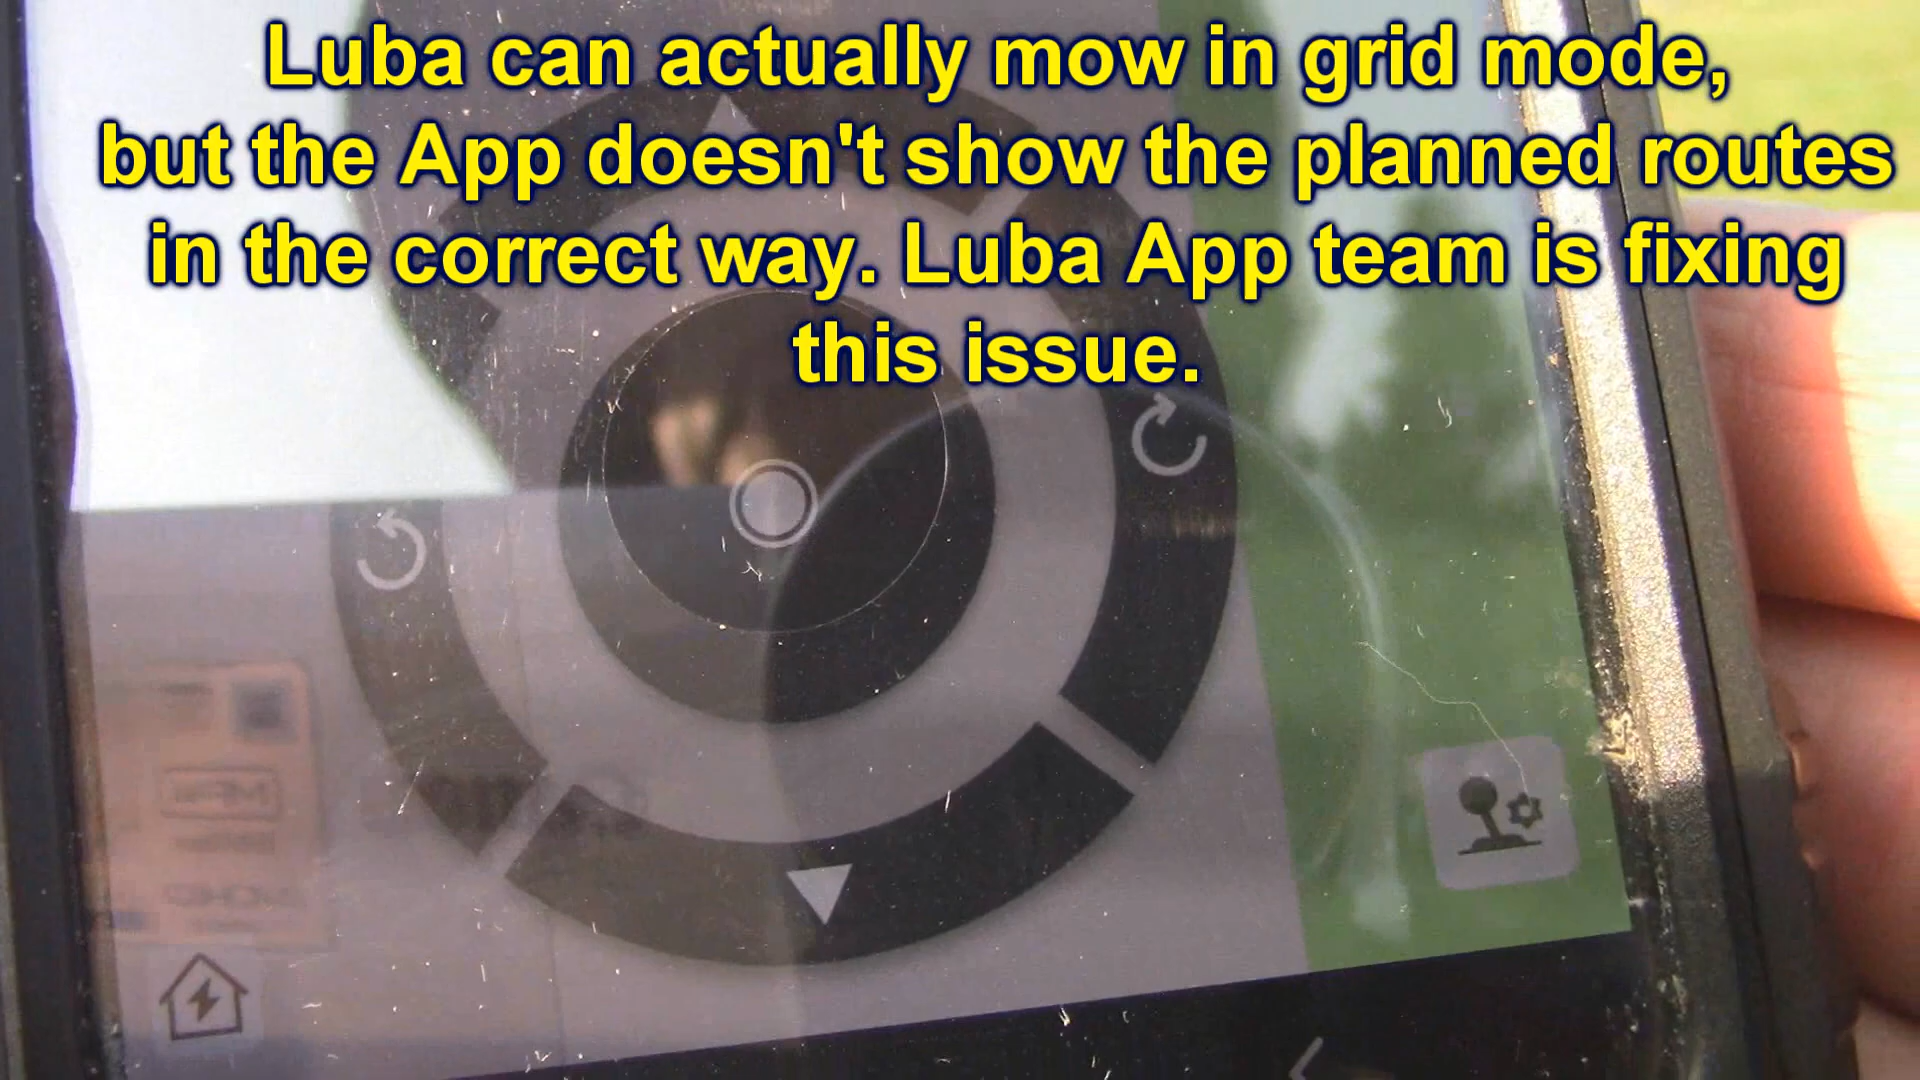 Luba can actually mow in grid mode,
but the App doesn't show the planned routes
in the correct way. Luba App team is fixing
this issue.